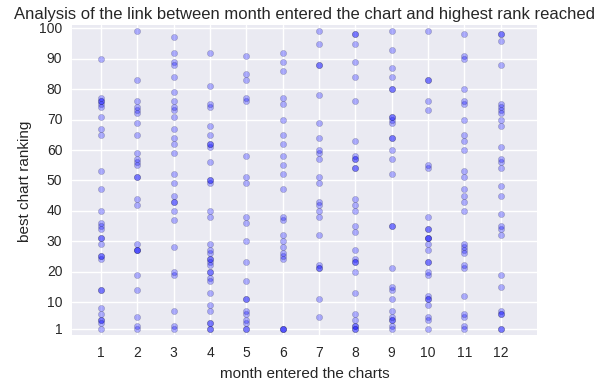 Analysis of the link between month entered the chart and highest rank reached
100
90
80
70
60
50
40
30
20
10
1
best chart ranking
1 2 3 4 5 6 7 8 9 10 11 12
month entered the charts